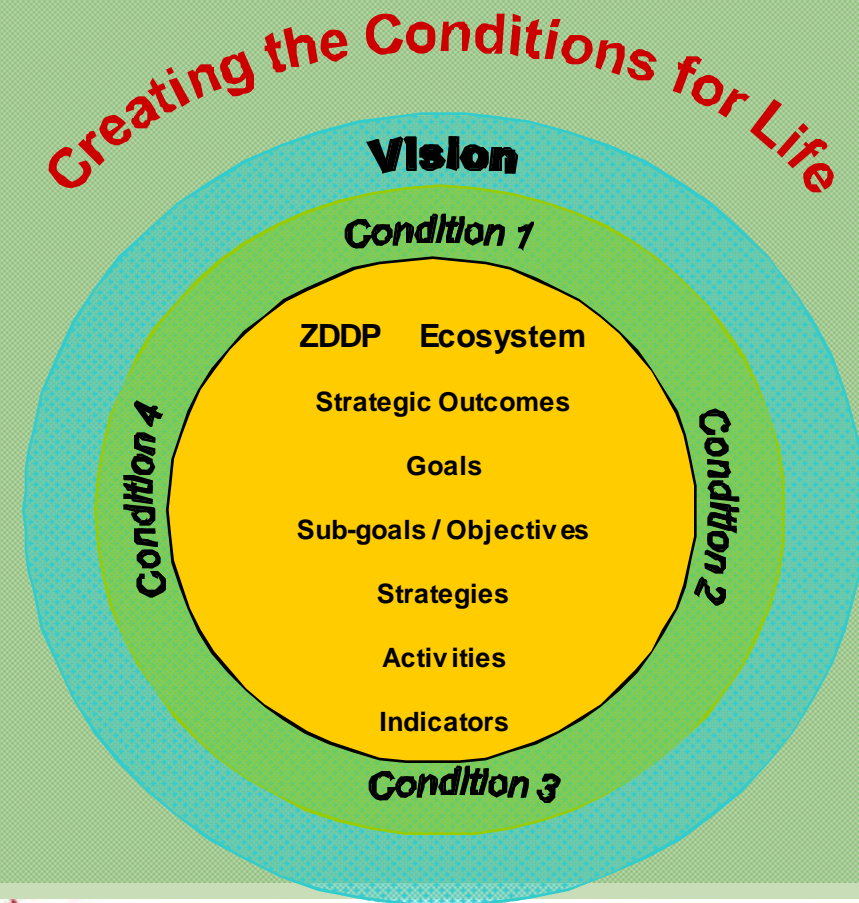 Creating the Conditions for Life
Vision
Condition 1
ZDDP Ecosystem
Strategic Outcomes
Goals
Sub-goals / Objectives
Strategies
Activities
Indicators
Condition 2
Condition 3
Condition 4